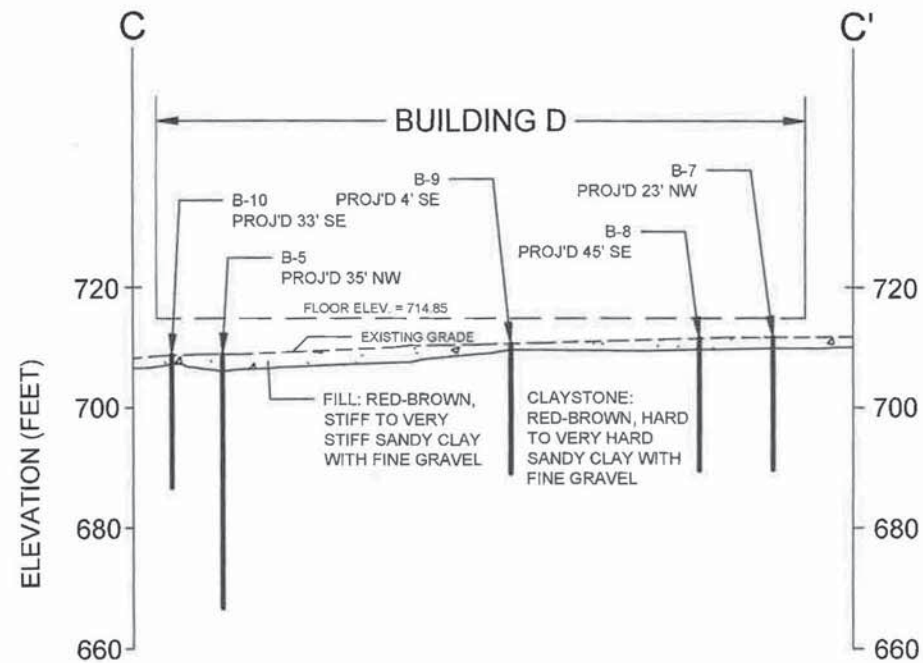 C
C'
BUILDING D
B-10
PROJ'D 33' SE
B-5
PROJ'D 35' NW
B-9
PROJ'D 4' SE
B-7
PROJ'D 23' NW
B-8
PROJ'D 45' SE
720
FLOOR ELEV. = 714.85
720
EXISTING GRADE
700
700
FILL: RED-BROWN,
STIFF TO VERY
STIFF SANDY CLAY
WITH FINE GRAVEL
CLAYSTONE:
RED-BROWN, HARD
TO VERY HARD
SANDY CLAY WITH
FINE GRAVEL
680
680
660
660
ELEVATION (FEET)